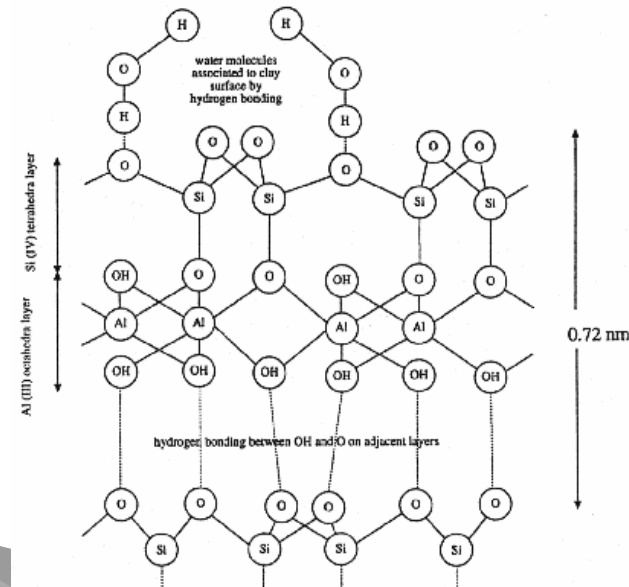 H H
water molecules
O associated to clay O
surface by
hydrogen bonding
H H
O O O O
O O
Si Si Si Si
Si (IV) tetrahedra layer
OH O O OH O O
Al Al Al Al
0.72 nm
Al (III) octahedra layer
OH OH OH OH OH OH
hydrogen bonding between OH and O on adjacent layers
O O O O O O
Si Si Si Si